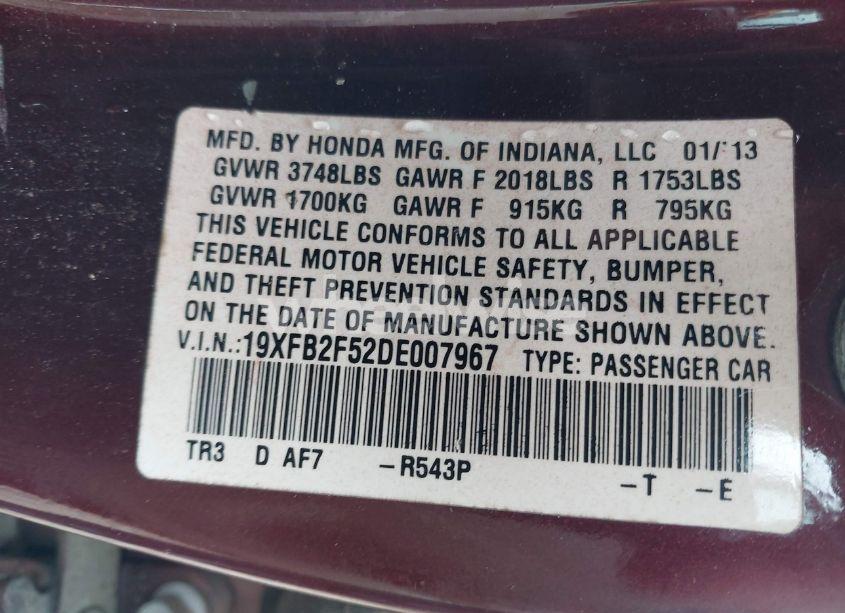 MFD. BY HONDA MFG. OF INDIANA, LLC 01/13
GVWR 3748LBS GAWR F 2018LBS R 1753LBS
GVWR 1700KG GAWR F 915KG R 795KG
THIS VEHICLE CONFORMS TO ALL APPLICABLE
FEDERAL MOTOR VEHICLE SAFETY, BUMPER,
AND THEFT PREVENTION STANDARDS IN EFFECT
ON THE DATE OF MANUFACTURE SHOWN ABOVE.
V.I.N.:19XFB2F52DE007967 TYPE: PASSENGER CAR
TR3 D AF7 -R543P -T -E